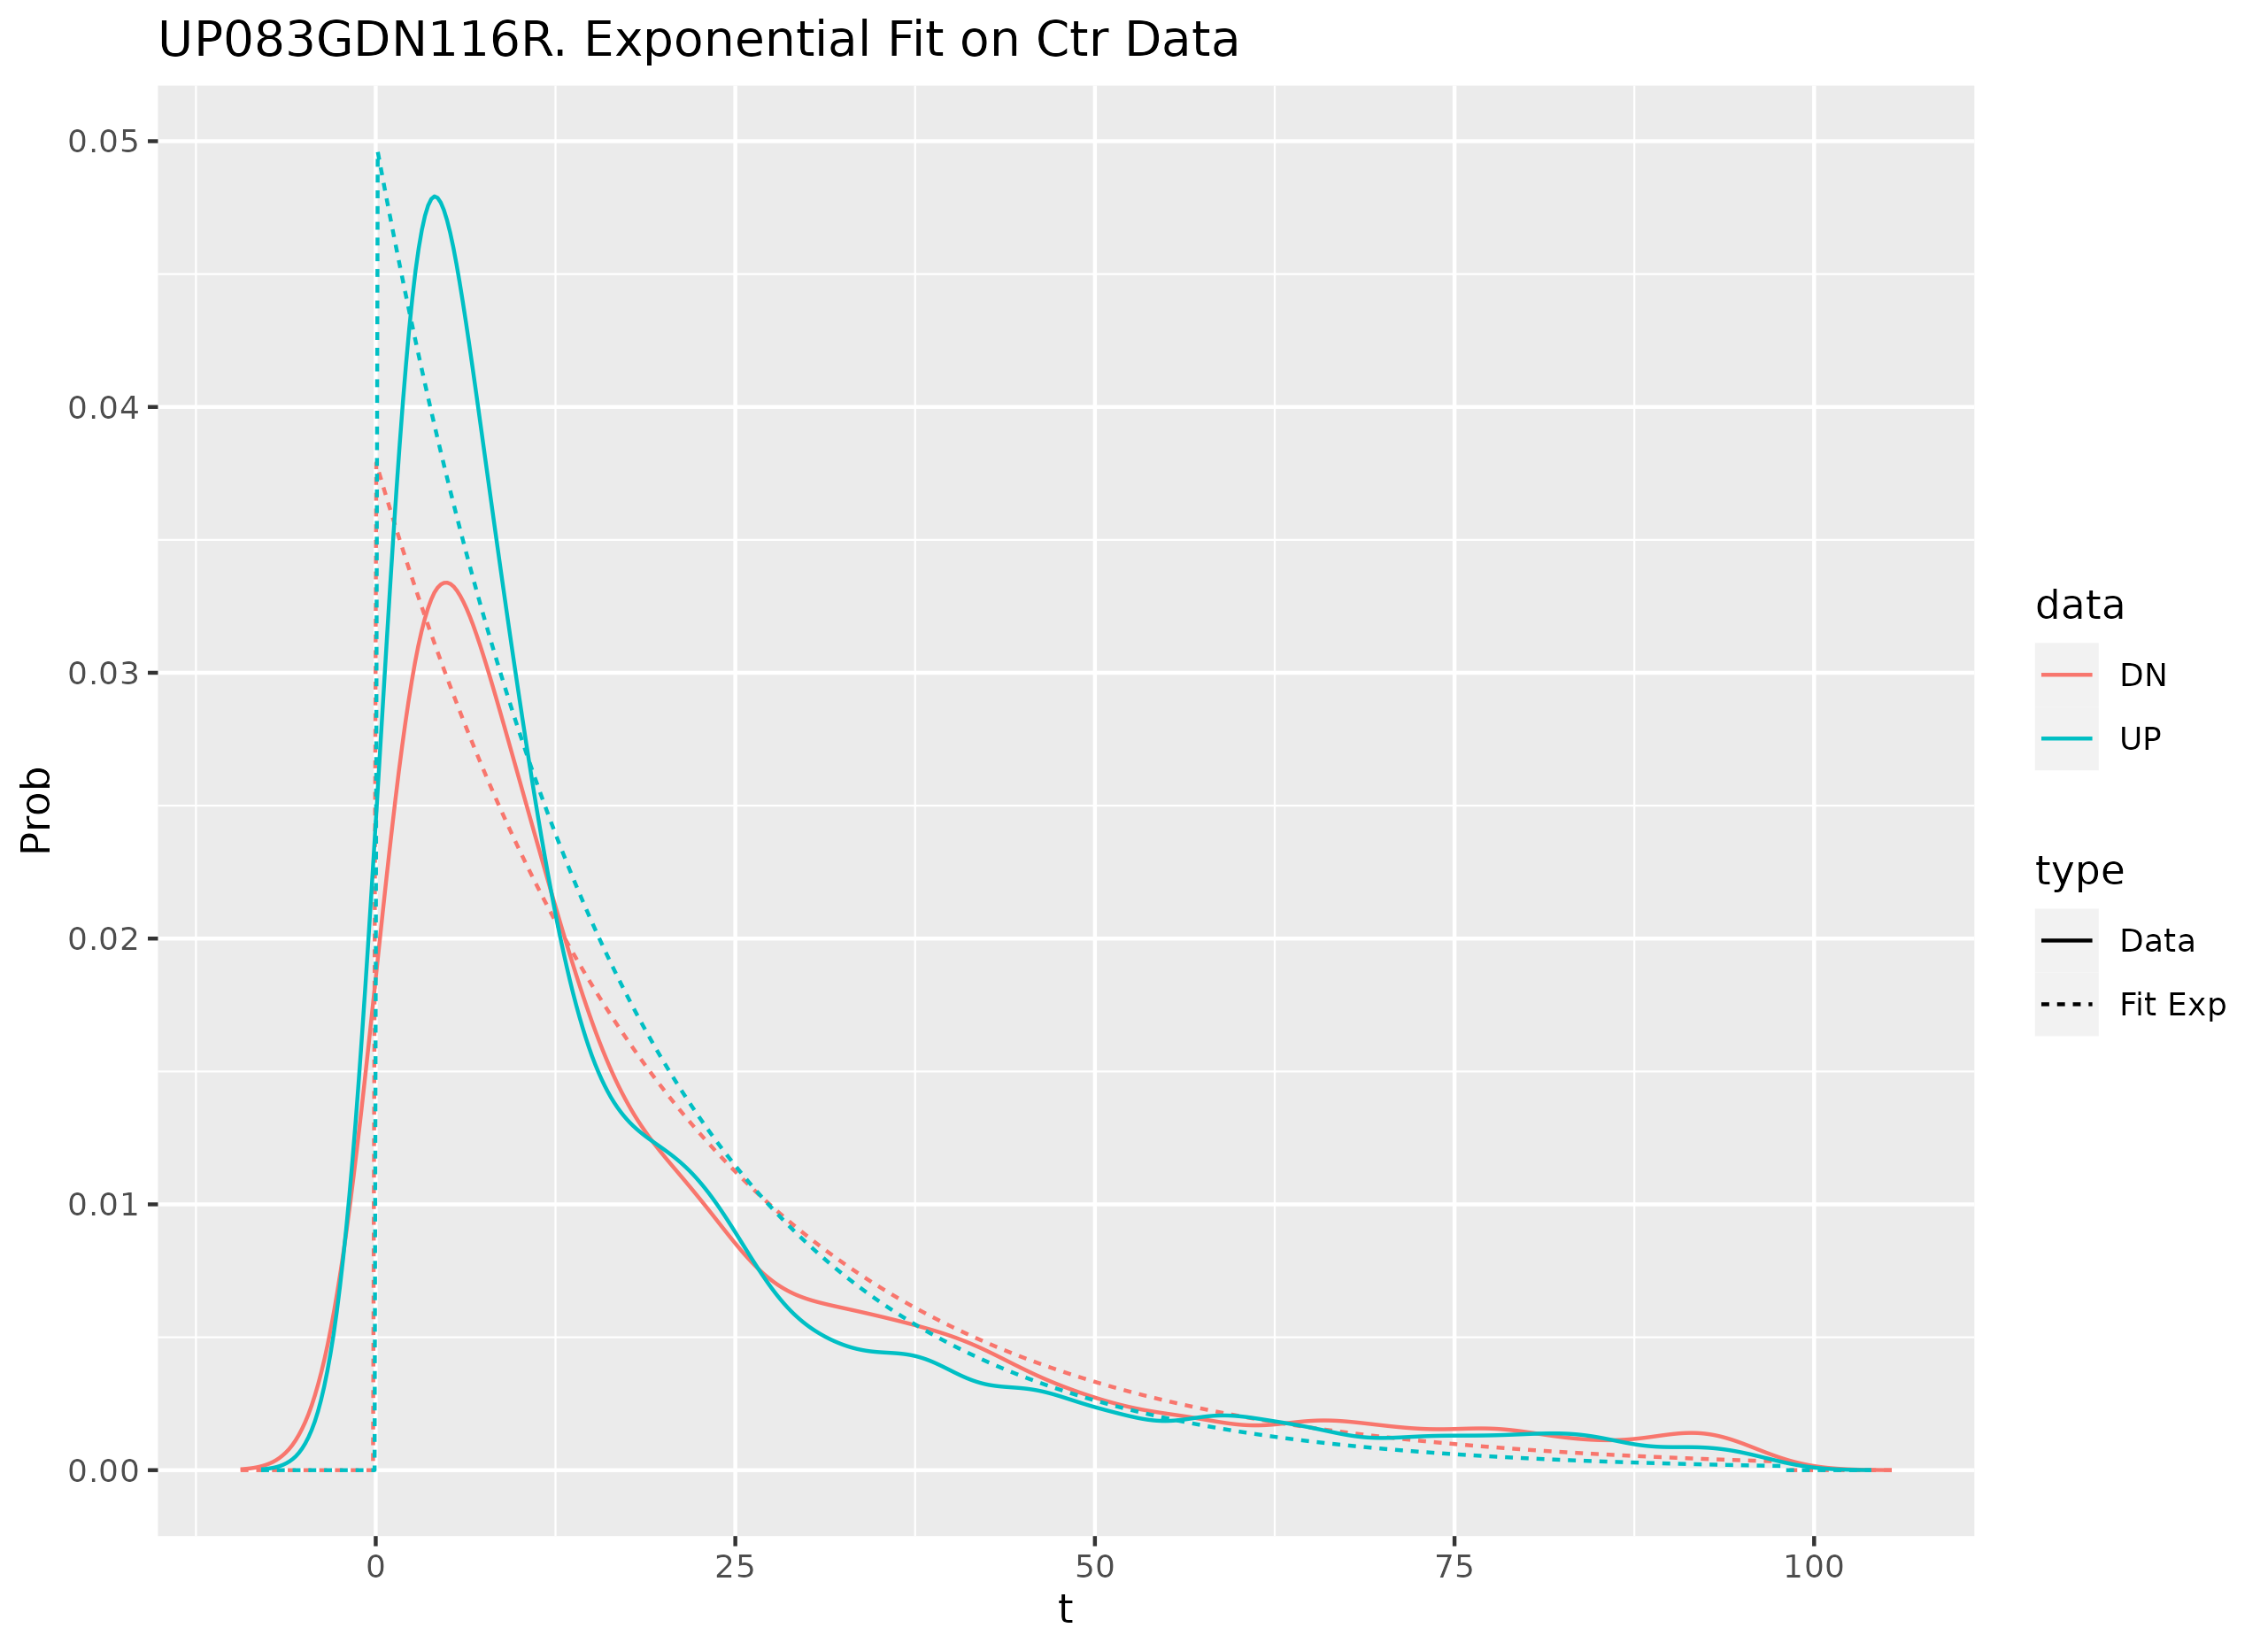 UP083GDN116R. Exponential Fit on Ctr Data
0.05
0.04
0.03
0.02
0.01
0.00
Prob
0
25
50
75
100
t
data
DN
UP
type
Data
Fit Exp